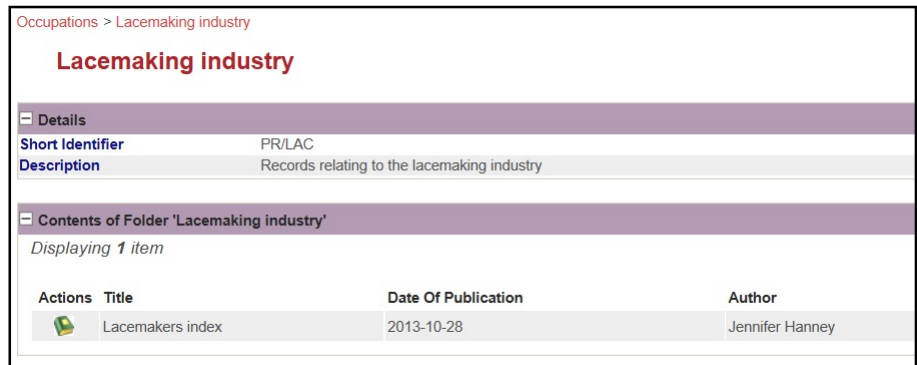 Occupations > Lacemaking industry
Lacemaking industry
Details
Short Identifier PR/LAC
Description Records relating to the lacemaking industry
Contents of Folder 'Lacemaking industry'
Displaying 1 item
Actions Title Date Of Publication Author
Lacemakers index 2013-10-28 Jennifer Hanney